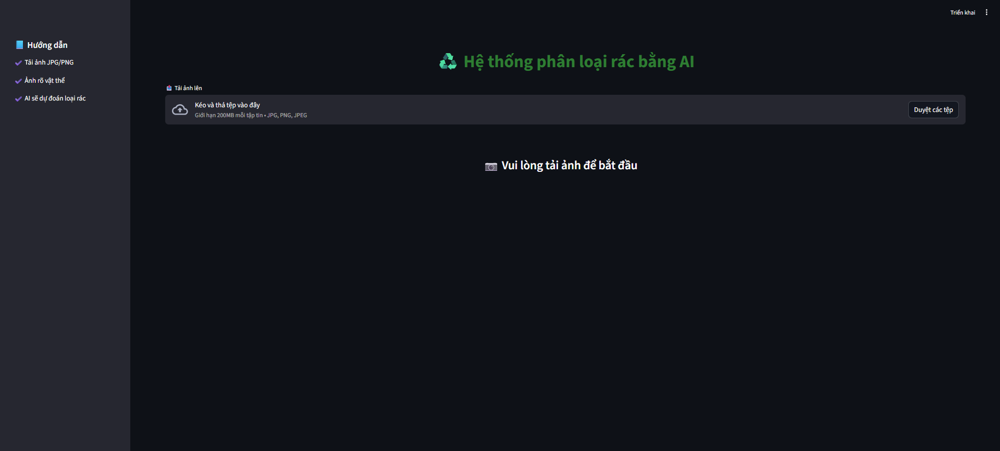 Triển khai
Hướng dẫn
Tải ảnh JPG/PNG
Ảnh rõ vật thể
AI sẽ dự đoán loại rác
Hệ thống phân loại rác bằng AI
Tải ảnh lên
Kéo và thả tệp vào đây
Giới hạn 200MB mỗi tập tin • JPG, PNG, JPEG
Duyệt các tệp
Vui lòng tải ảnh để bắt đầu